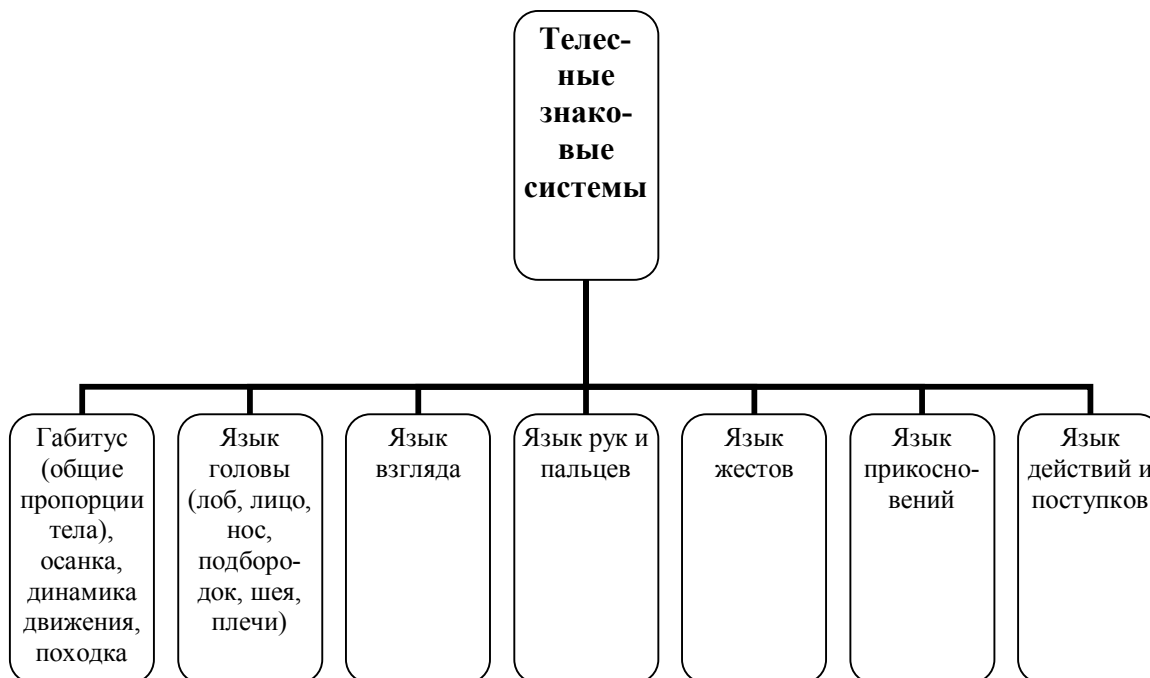 Телес-
ные
знако-
вые
системы
Габитус
(общие
пропорции
тела),
осанка,
динамика
движения,
походка
Язык
головы
(лоб, лицо,
нос,
подборо-
док, шея,
плечи)
Язык
взгляда
Язык рук и
пальцев
Язык
жестов
Язык
прикосно-
вений
Язык
действий и
поступков